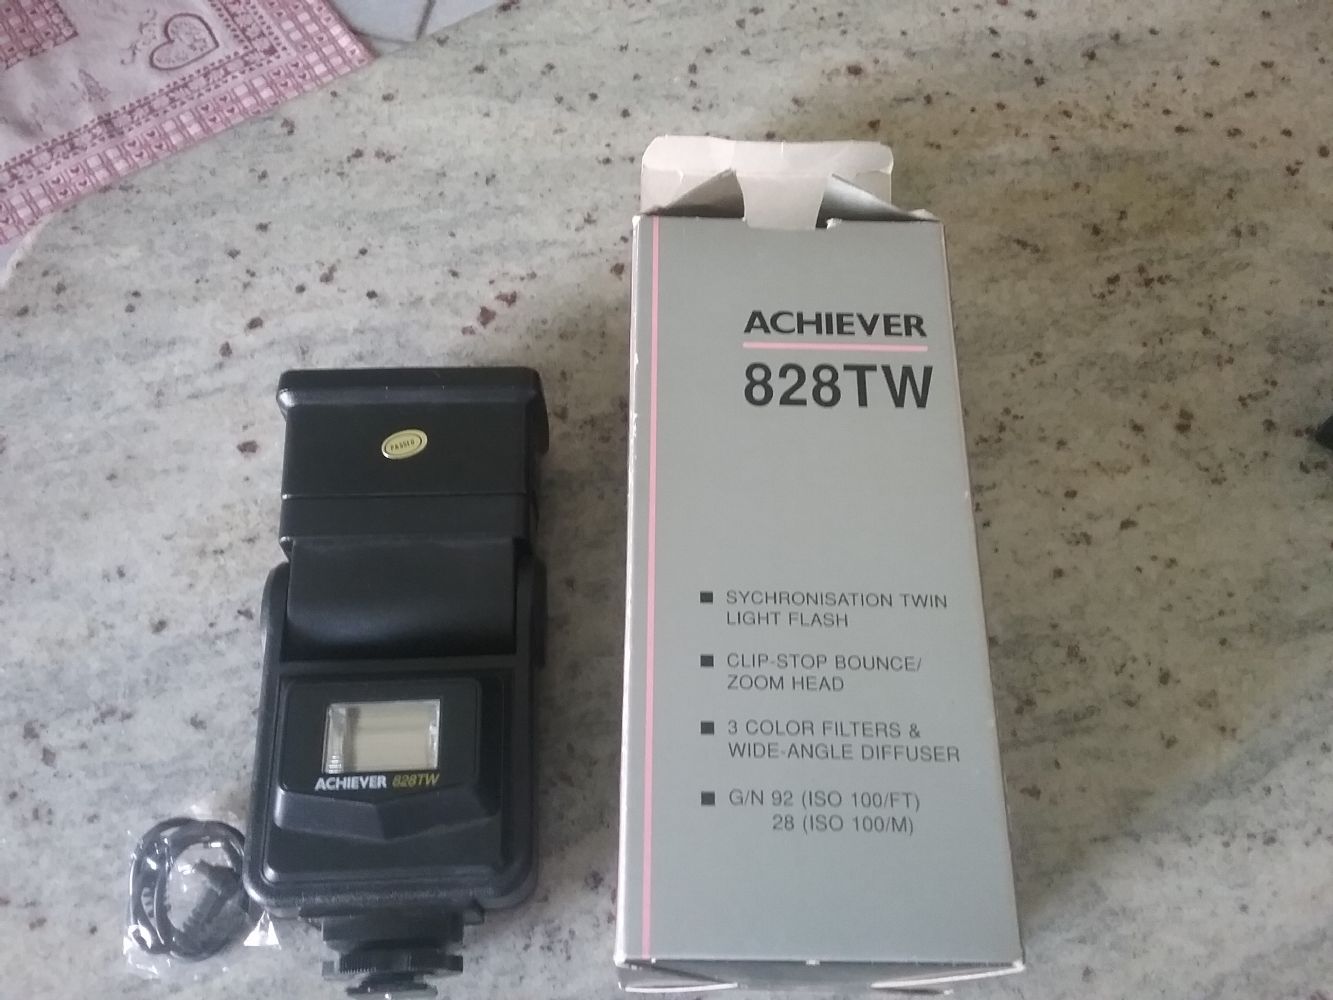 ACHIEVER
828TW
SYCHRONISATION TWIN
LIGHT FLASH
CLIP-STOP BOUNCE/
ZOOM HEAD
3 COLOR FILTERS &
WIDE-ANGLE DIFFUSER
G/N 92 (ISO 100/FT)
28 (ISO 100/M)
PASSED
ACHIEVER 828TW